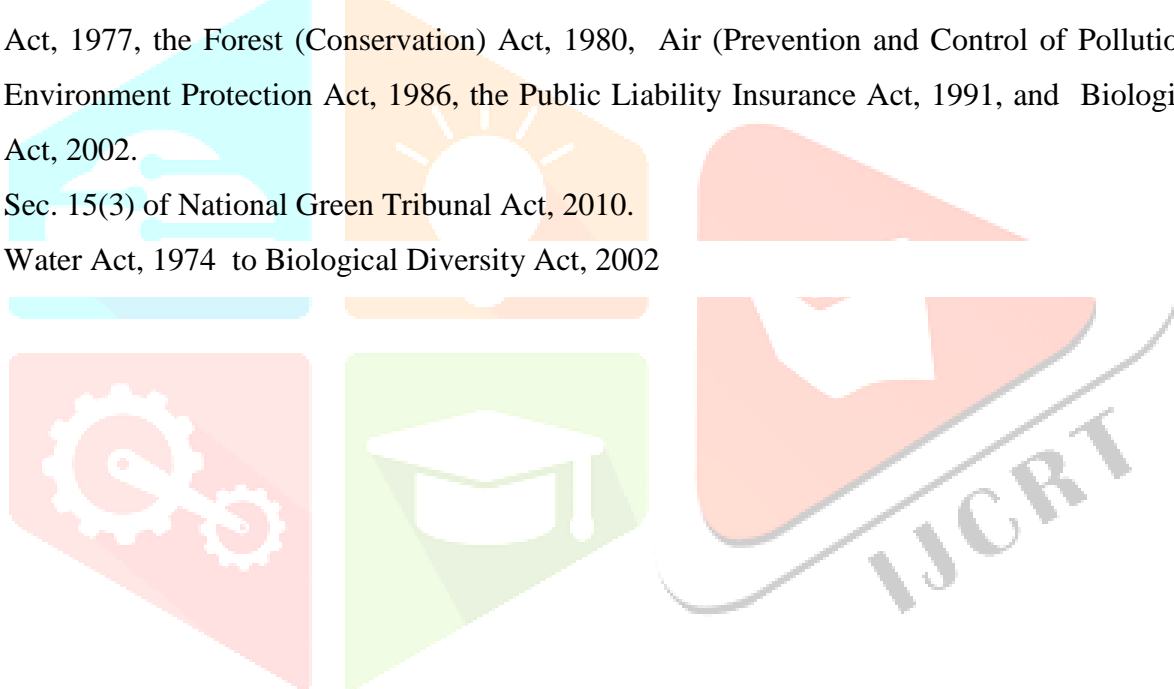 Act, 1977, the Forest (Conservation) Act, 1980, Air (Prevention and Control of Pollutio
Environment Protection Act, 1986, the Public Liability Insurance Act, 1991, and Biologi
Act, 2002.
Sec. 15(3) of National Green Tribunal Act, 2010.
Water Act, 1974 to Biological Diversity Act, 2002
IJCRT